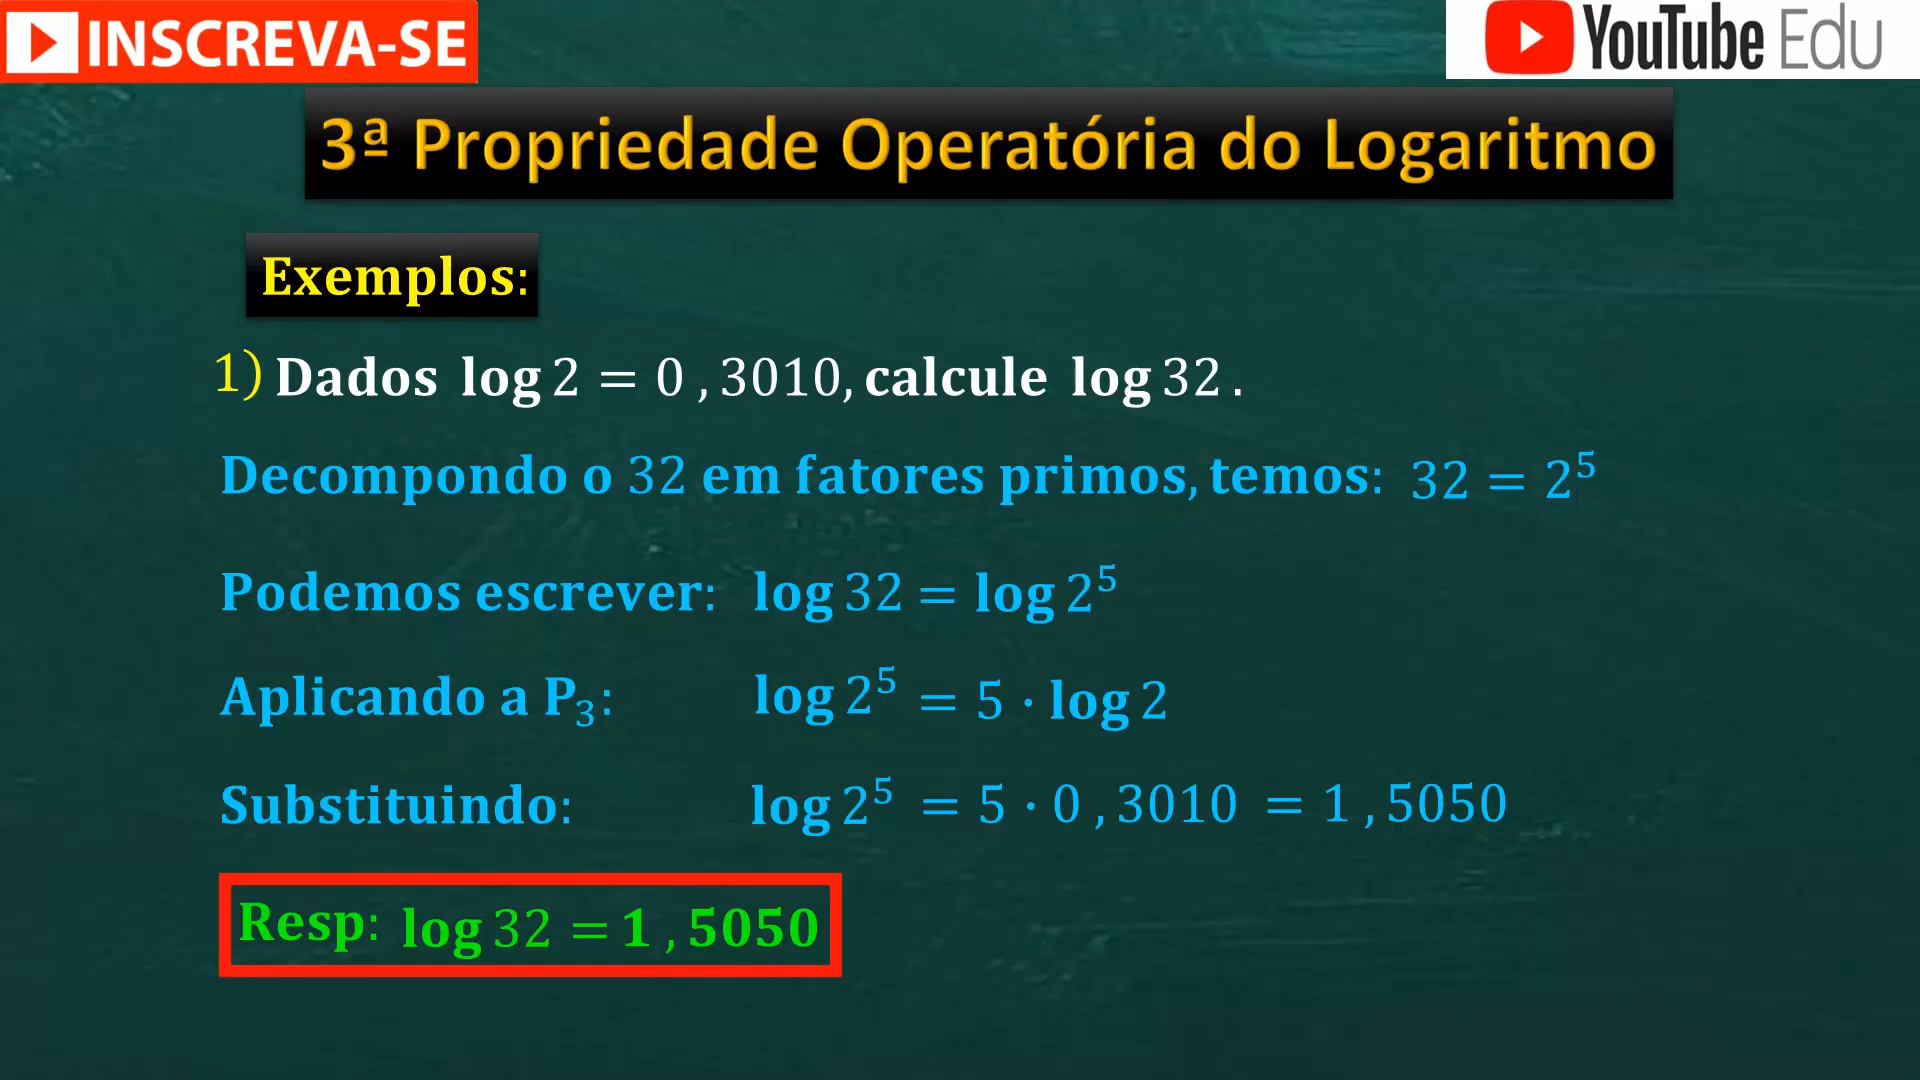 INSCREVA-SE
YouTube Edu
3ª Propriedade Operatória do Logaritmo
Exemplos:
1) Dados log 2 = 0 , 3010, calcule log 32 .
Decompondo o 32 em fatores primos, temos: 32 = 2⁵
Podemos escrever: log 32 = log 2⁵
Aplicando a P₃: log 2⁵ = 5 · log 2
Substituindo: log 2⁵ = 5 · 0 , 3010 = 1 , 5050
Resp: log 32 = 1 , 5050